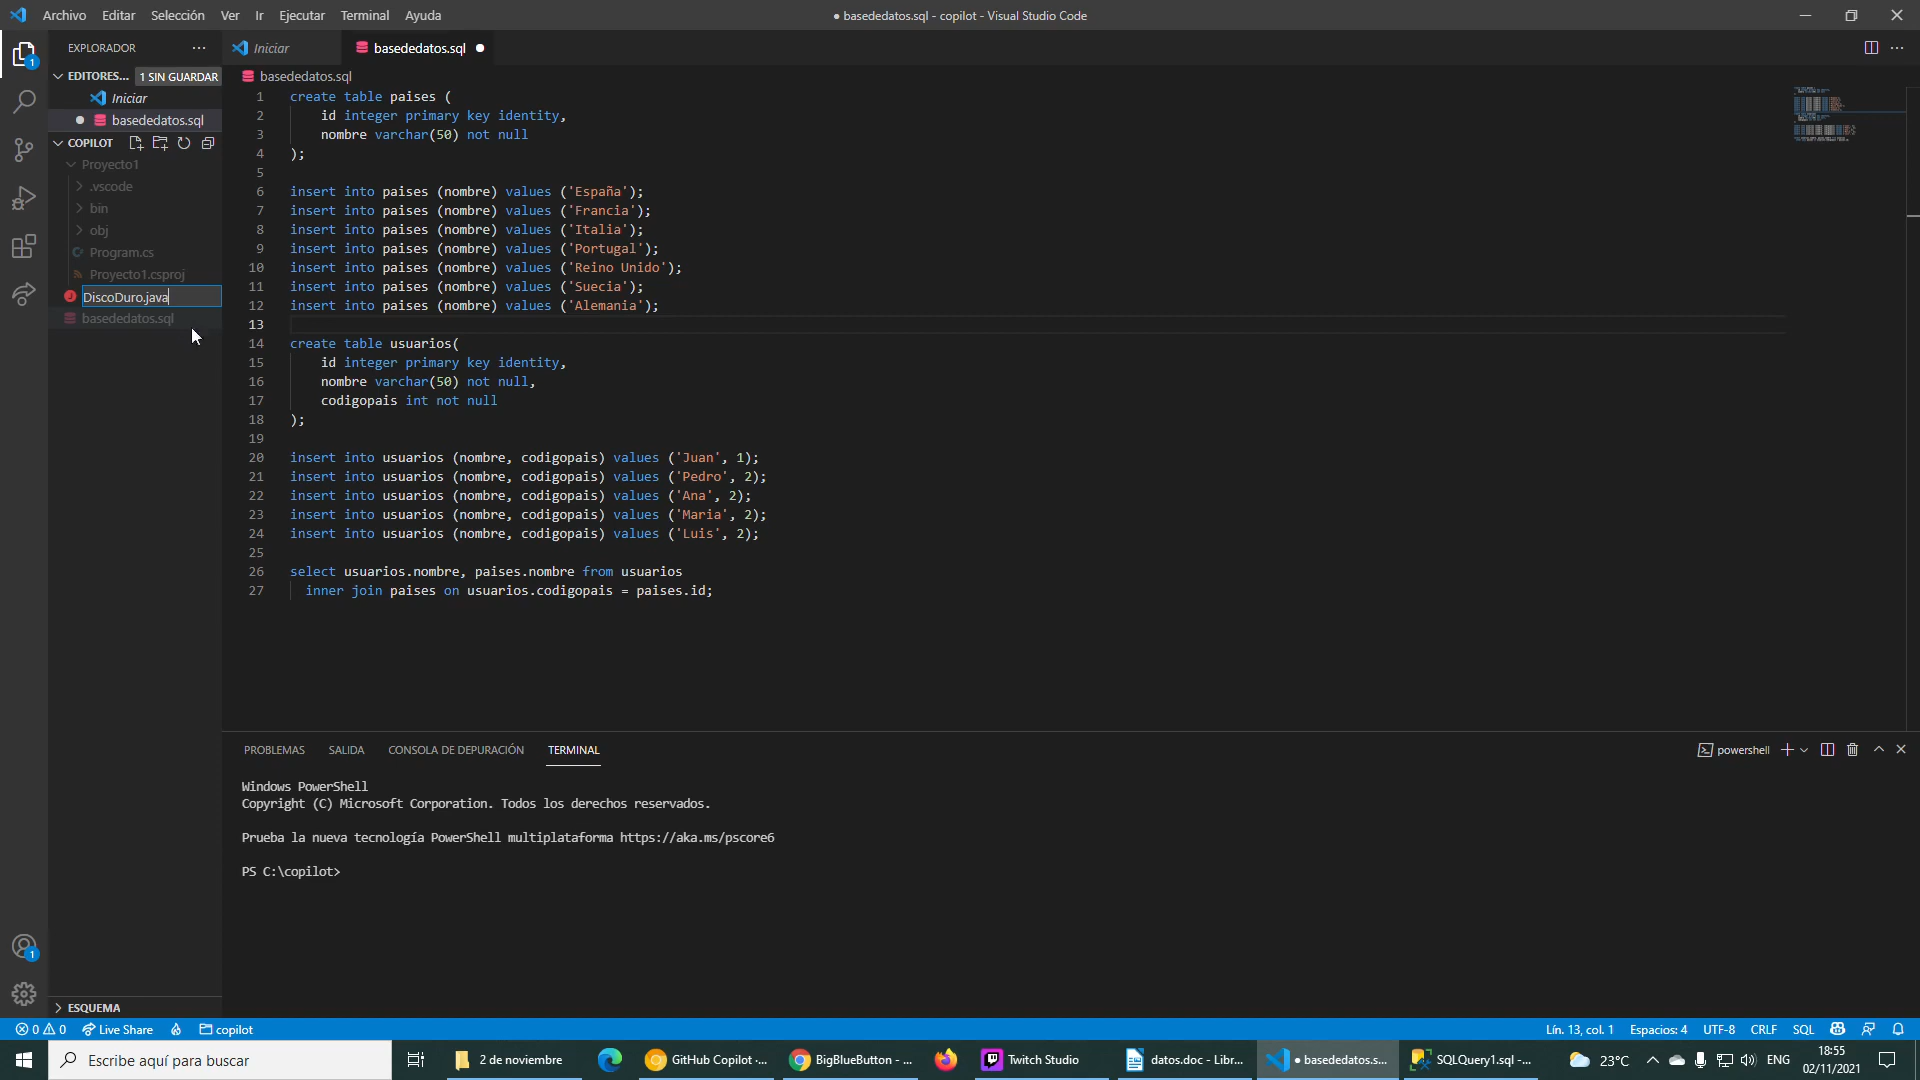 Archivo Editar Selección Ver Ir Ejecutar Terminal Ayuda
● basededatos.sql - copilot - Visual Studio Code
EXPLORADOR
EDITORES... 1 SIN GUARDAR
Iniciar
basededatos.sql
COPILOT
Proyecto1
.vscode
bin
obj
Program.cs
Proyecto1.csproj
DiscoDuro.java
basededatos.sql
ESQUEMA
Iniciar
basededatos.sql
basededatos.sql
1 create table paises (
2 id integer primary key identity,
3 nombre varchar(50) not null
4 );
5
6 insert into paises (nombre) values ('España');
7 insert into paises (nombre) values ('Francia');
8 insert into paises (nombre) values ('Italia');
9 insert into paises (nombre) values ('Portugal');
10 insert into paises (nombre) values ('Reino Unido');
11 insert into paises (nombre) values ('Suecia');
12 insert into paises (nombre) values ('Alemania');
13
14 create table usuarios(
15 id integer primary key identity,
16 nombre varchar(50) not null,
17 codigopais int not null
18 );
19
20 insert into usuarios (nombre, codigopais) values ('Juan', 1);
21 insert into usuarios (nombre, codigopais) values ('Pedro', 2);
22 insert into usuarios (nombre, codigopais) values ('Ana', 2);
23 insert into usuarios (nombre, codigopais) values ('Maria', 2);
24 insert into usuarios (nombre, codigopais) values ('Luis', 2);
25
26 select usuarios.nombre, paises.nombre from usuarios
27 inner join paises on usuarios.codigopais = paises.id;
PROBLEMAS SALIDA CONSOLA DE DEPURACIÓN TERMINAL
powershell
Windows PowerShell
Copyright (C) Microsoft Corporation. Todos los derechos reservados.
Prueba la nueva tecnología PowerShell multiplataforma https://aka.ms/pscore6
PS C:\copilot>
0 0 Live Share copilot
Lín. 13, col. 1 Espacios: 4 UTF-8 CRLF SQL
Escribe aquí para buscar
2 de noviembre
GitHub Copilot ·...
BigBlueButton - ...
Twitch Studio
datos.doc - Libr...
● basededatos.s...
SQLQuery1.sql -...
23°C
ENG
18:55
02/11/2021